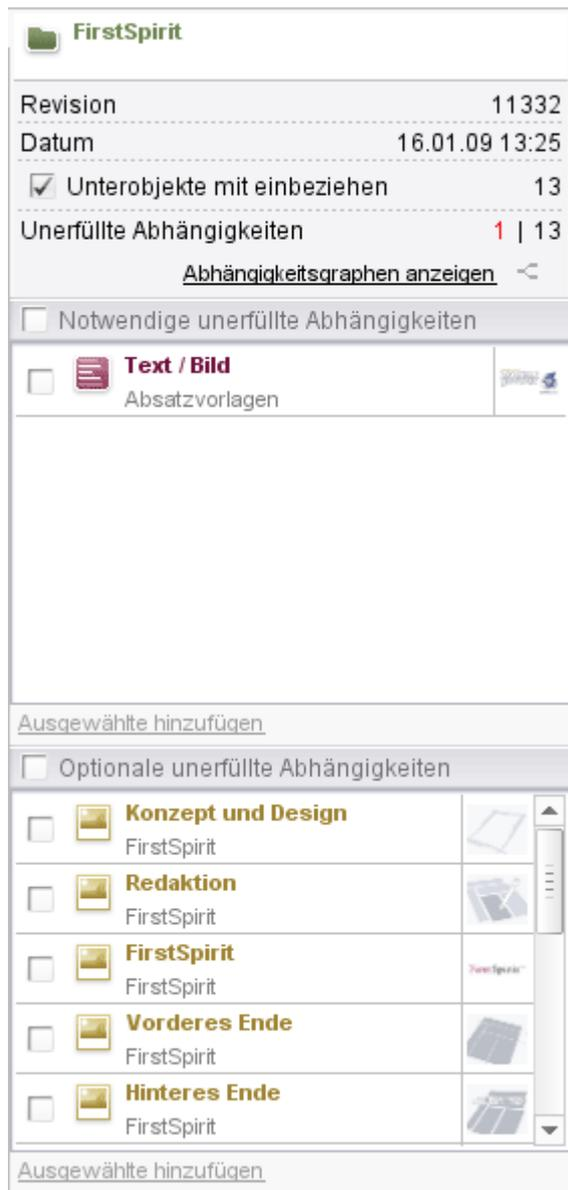 FirstSpirit
Revision 11332
Datum 16.01.09 13:25
Unterobjekte mit einbeziehen 13
Unerfüllte Abhängigkeiten 1 | 13
Abhängigkeitsgraphen anzeigen
Notwendige unerfüllte Abhängigkeiten
Text / Bild
Absatzvorlagen
Ausgewählte hinzufügen
Optionale unerfüllte Abhängigkeiten
Konzept und Design
FirstSpirit
Redaktion
FirstSpirit
FirstSpirit
FirstSpirit
Vorderes Ende
FirstSpirit
Hinteres Ende
FirstSpirit
Ausgewählte hinzufügen